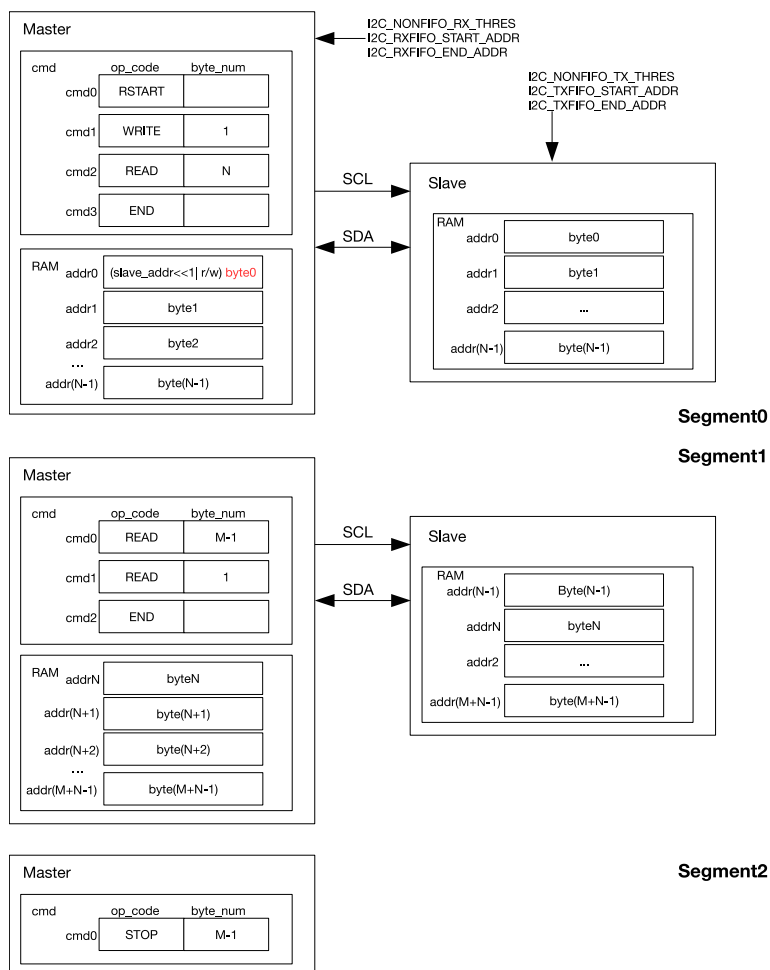 Master
I2C_NONFIFO_RX_THRES
I2C_RXFIFO_START_ADDR
I2C_RXFIFO_END_ADDR
I2C_NONFIFO_TX_THRES
I2C_TXFIFO_START_ADDR
I2C_TXFIFO_END_ADDR
cmd op_code byte_num
cmd0 RSTART
cmd1 WRITE 1
cmd2 READ N
cmd3 END
SCL
SDA
RAM
addr0 (slave_addr<<1| r/w) byte0
addr1 byte1
addr2 byte2
...
addr(N-1) byte(N-1)
Slave
RAM
addr0 byte0
addr1 byte1
addr2 ...
addr(N-1) byte(N-1)
Segment0
Segment1
Master
cmd op_code byte_num
cmd0 READ M-1
cmd1 READ 1
cmd2 END
SCL
SDA
RAM
addrN byteN
addr(N+1) byte(N+1)
addr(N+2) byte(N+2)
...
addr(M+N-1) byte(M+N-1)
Slave
RAM
addr(N-1) Byte(N-1)
addrN byteN
addr2 ...
addr(M+N-1) byte(M+N-1)
Segment2
Master
cmd op_code byte_num
cmd0 STOP M-1